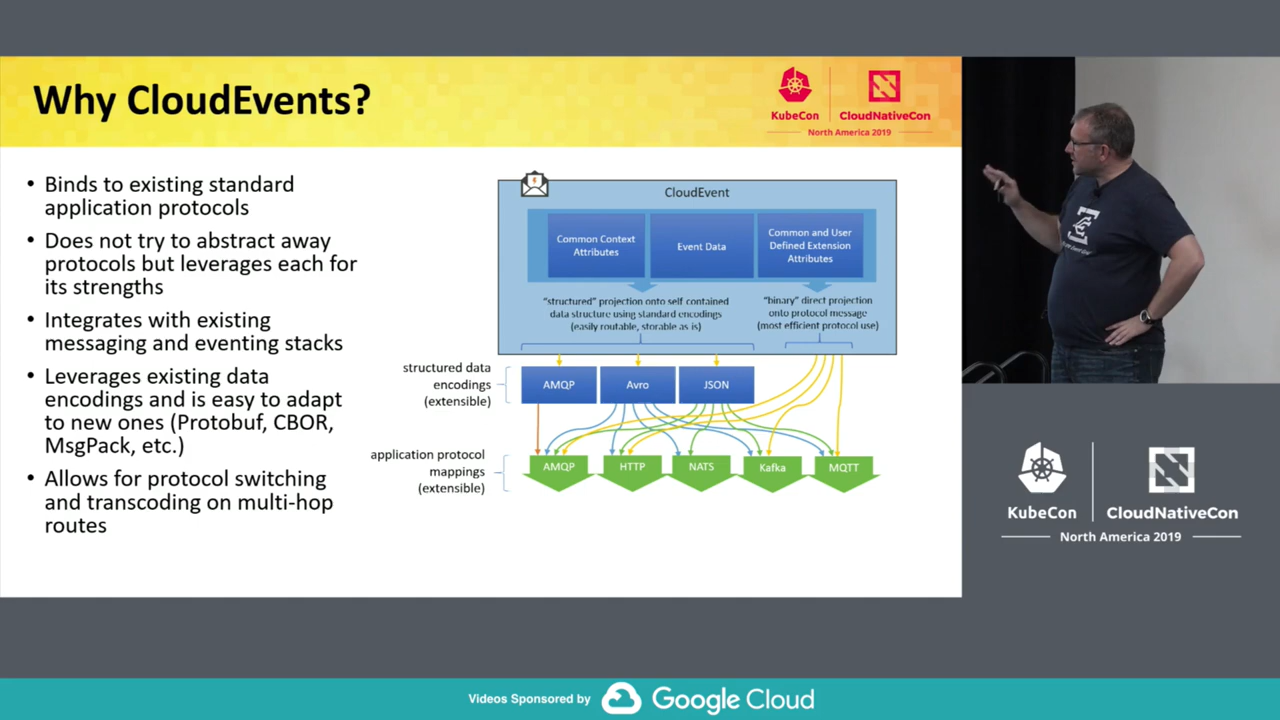 Why CloudEvents?
KubeCon
CloudNativeCon
North America 2019
• Binds to existing standard
application protocols
• Does not try to abstract away
protocols but leverages each for
its strengths
• Integrates with existing
messaging and eventing stacks
• Leverages existing data
encodings and is easy to adapt
to new ones (Protobuf, CBOR,
MsgPack, etc.)
• Allows for protocol switching
and transcoding on multi-hop
routes
CloudEvent
Common Context
Attributes
Event Data
Common and User
Defined Extension
Attributes
“structured” projection onto self contained
data structure using standard encodings
(easily routable, storable as is)
“binary” direct projection
onto protocol message
(most efficient protocol use)
structured data
encodings
(extensible)
AMQP
Avro
JSON
application protocol
mappings
(extensible)
AMQP
HTTP
NATS
Kafka
MQTT
KubeCon
CloudNativeCon
North America 2019
Videos Sponsored by
Google Cloud